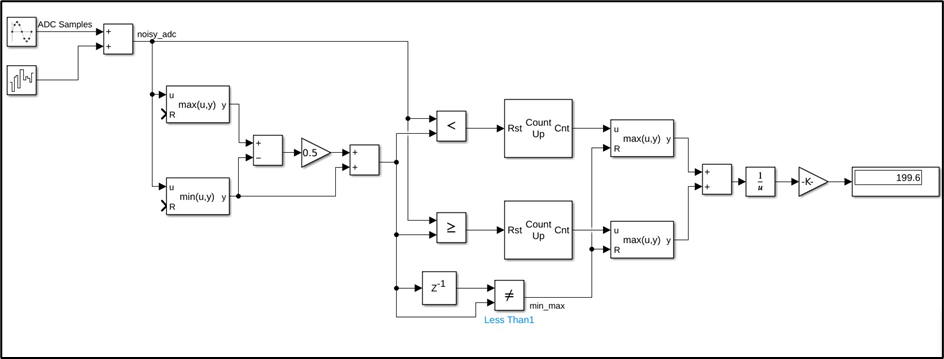 ADC Samples
+
+
noisy_adc
u
R
max(u,y)
y
u
R
min(u,y)
y
+
−
0.5
+
+
<
Rst
Count
Up
Cnt
u
R
max(u,y)
y
≥
Rst
Count
Up
Cnt
u
R
max(u,y)
y
Z-1
≠
min_max
Less Than1
+
+
1
u
-K-
199.6